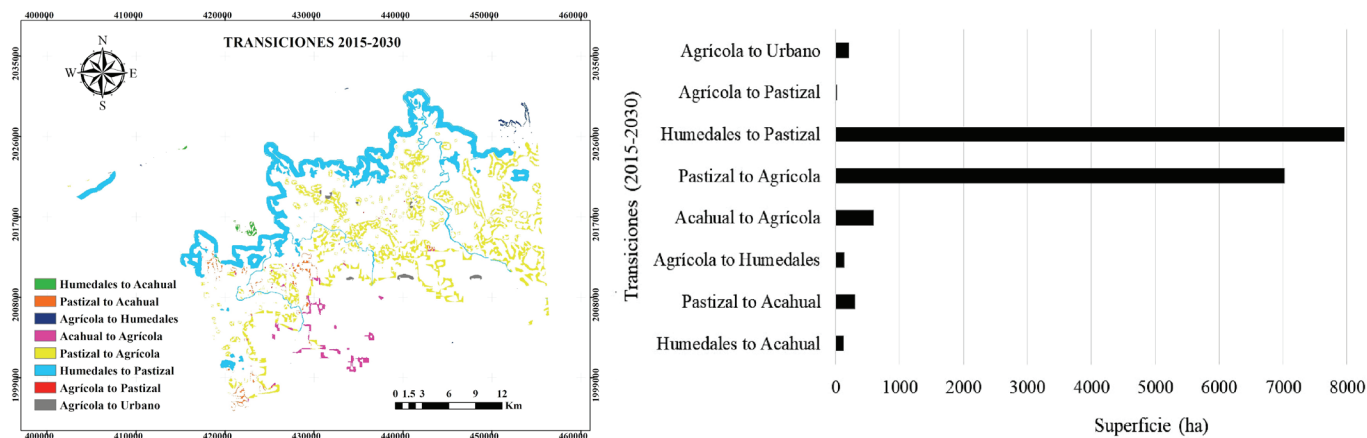 400000 410000 420000 430000 440000 450000 460000
TRANSICIONES 2015-2030
N
W E
S
2035000
2026000
2017000
2008000
1999000
2035000
2026000
2017000
2008000
1999000
Humedales to Acahual
Pastizal to Acahual
Agrícola to Humedales
Acahual to Agrícola
Pastizal to Agrícola
Humedales to Pastizal
Agrícola to Pastizal
Agrícola to Urbano
0 1.5 3 6 9 12
Km
400000 410000 420000 430000 440000 450000 460000
Transiciones (2015-2030)
Agrícola to Urbano
Agrícola to Pastizal
Humedales to Pastizal
Pastizal to Agrícola
Acahual to Agrícola
Agrícola to Humedales
Pastizal to Acahual
Humedales to Acahual
0 1000 2000 3000 4000 5000 6000 7000 8000
Superficie (ha)